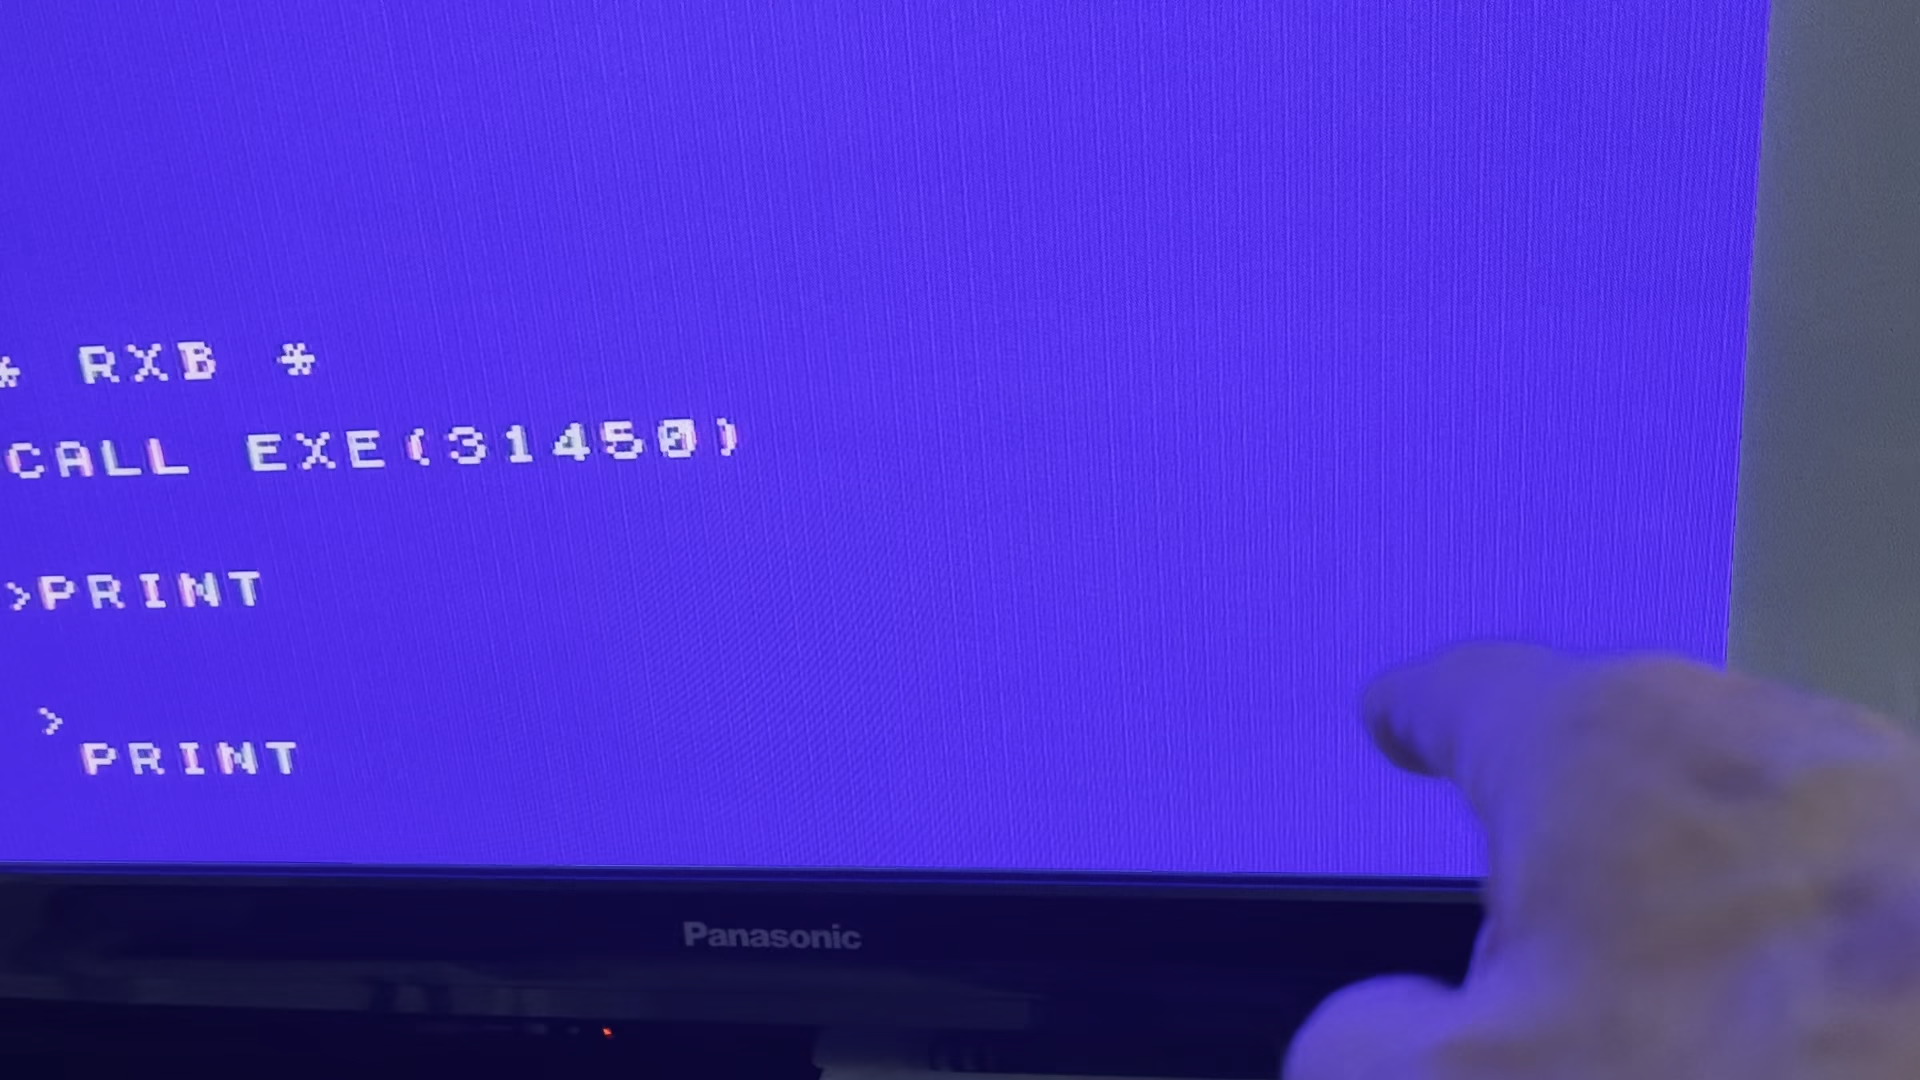 * RXB *
CALL EXE(31450)
>PRINT
>
PRINT
Panasonic